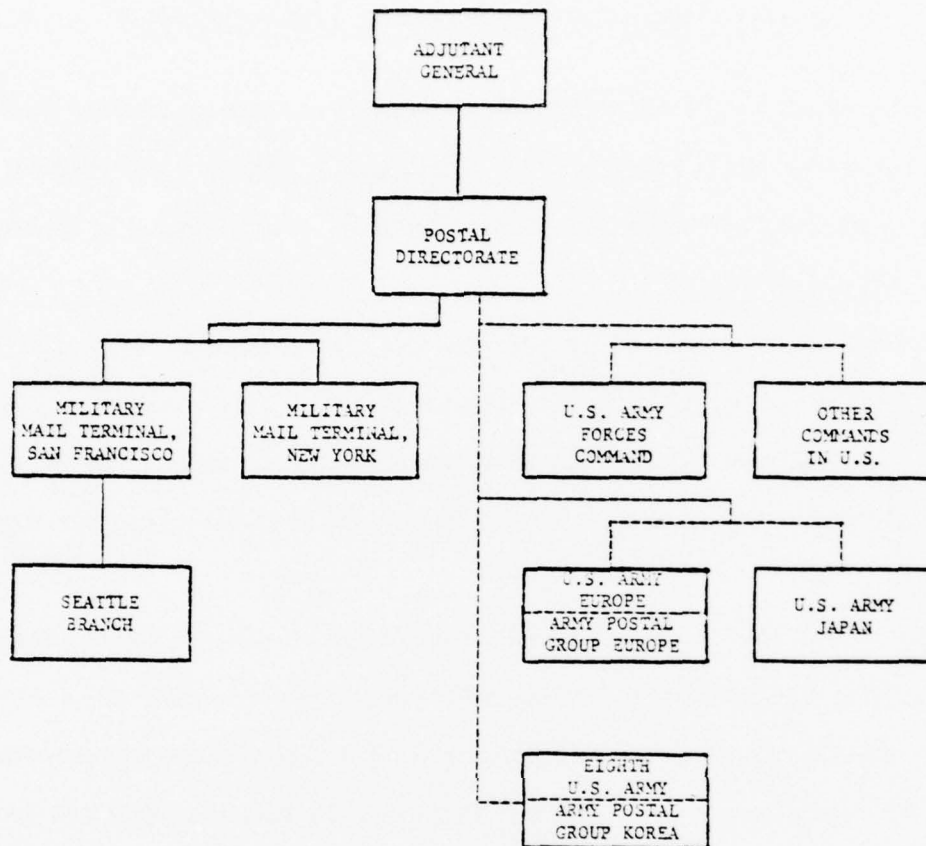 ADJUTANT
GENERAL
POSTAL
DIRECTORATE
MILITARY
MAIL TERMINAL,
SAN FRANCISCO
MILITARY
MAIL TERMINAL,
NEW YORK
U.S. ARMY
FORCES
COMMAND
OTHER
COMMANDS
IN U.S.
SEATTLE
BRANCH
U.S. ARMY
EUROPE
ARMY POSTAL
GROUP EUROPE
U.S. ARMY
JAPAN
EIGHTH
U.S. ARMY
ARMY POSTAL
GROUP KOREA